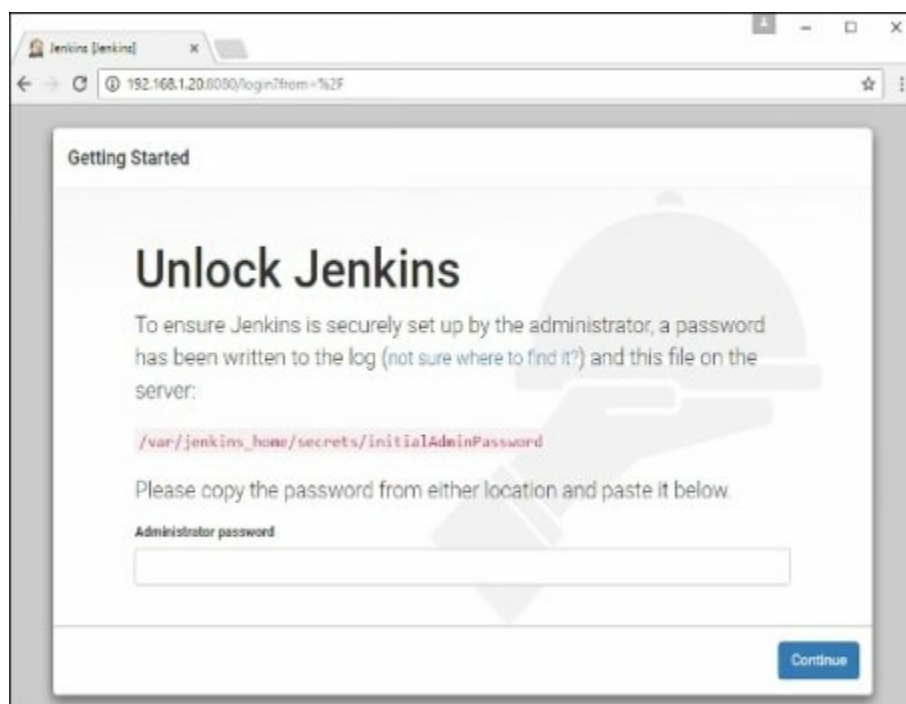 Jenkins [Jenkins]
192.168.1.20:8080/login?from=%2F
Getting Started
Unlock Jenkins
To ensure Jenkins is securely set up by the administrator, a password
has been written to the log (not sure where to find it?) and this file on the
server:
/var/jenkins_home/secrets/initialAdminPassword
Please copy the password from either location and paste it below.
Administrator password
Continue